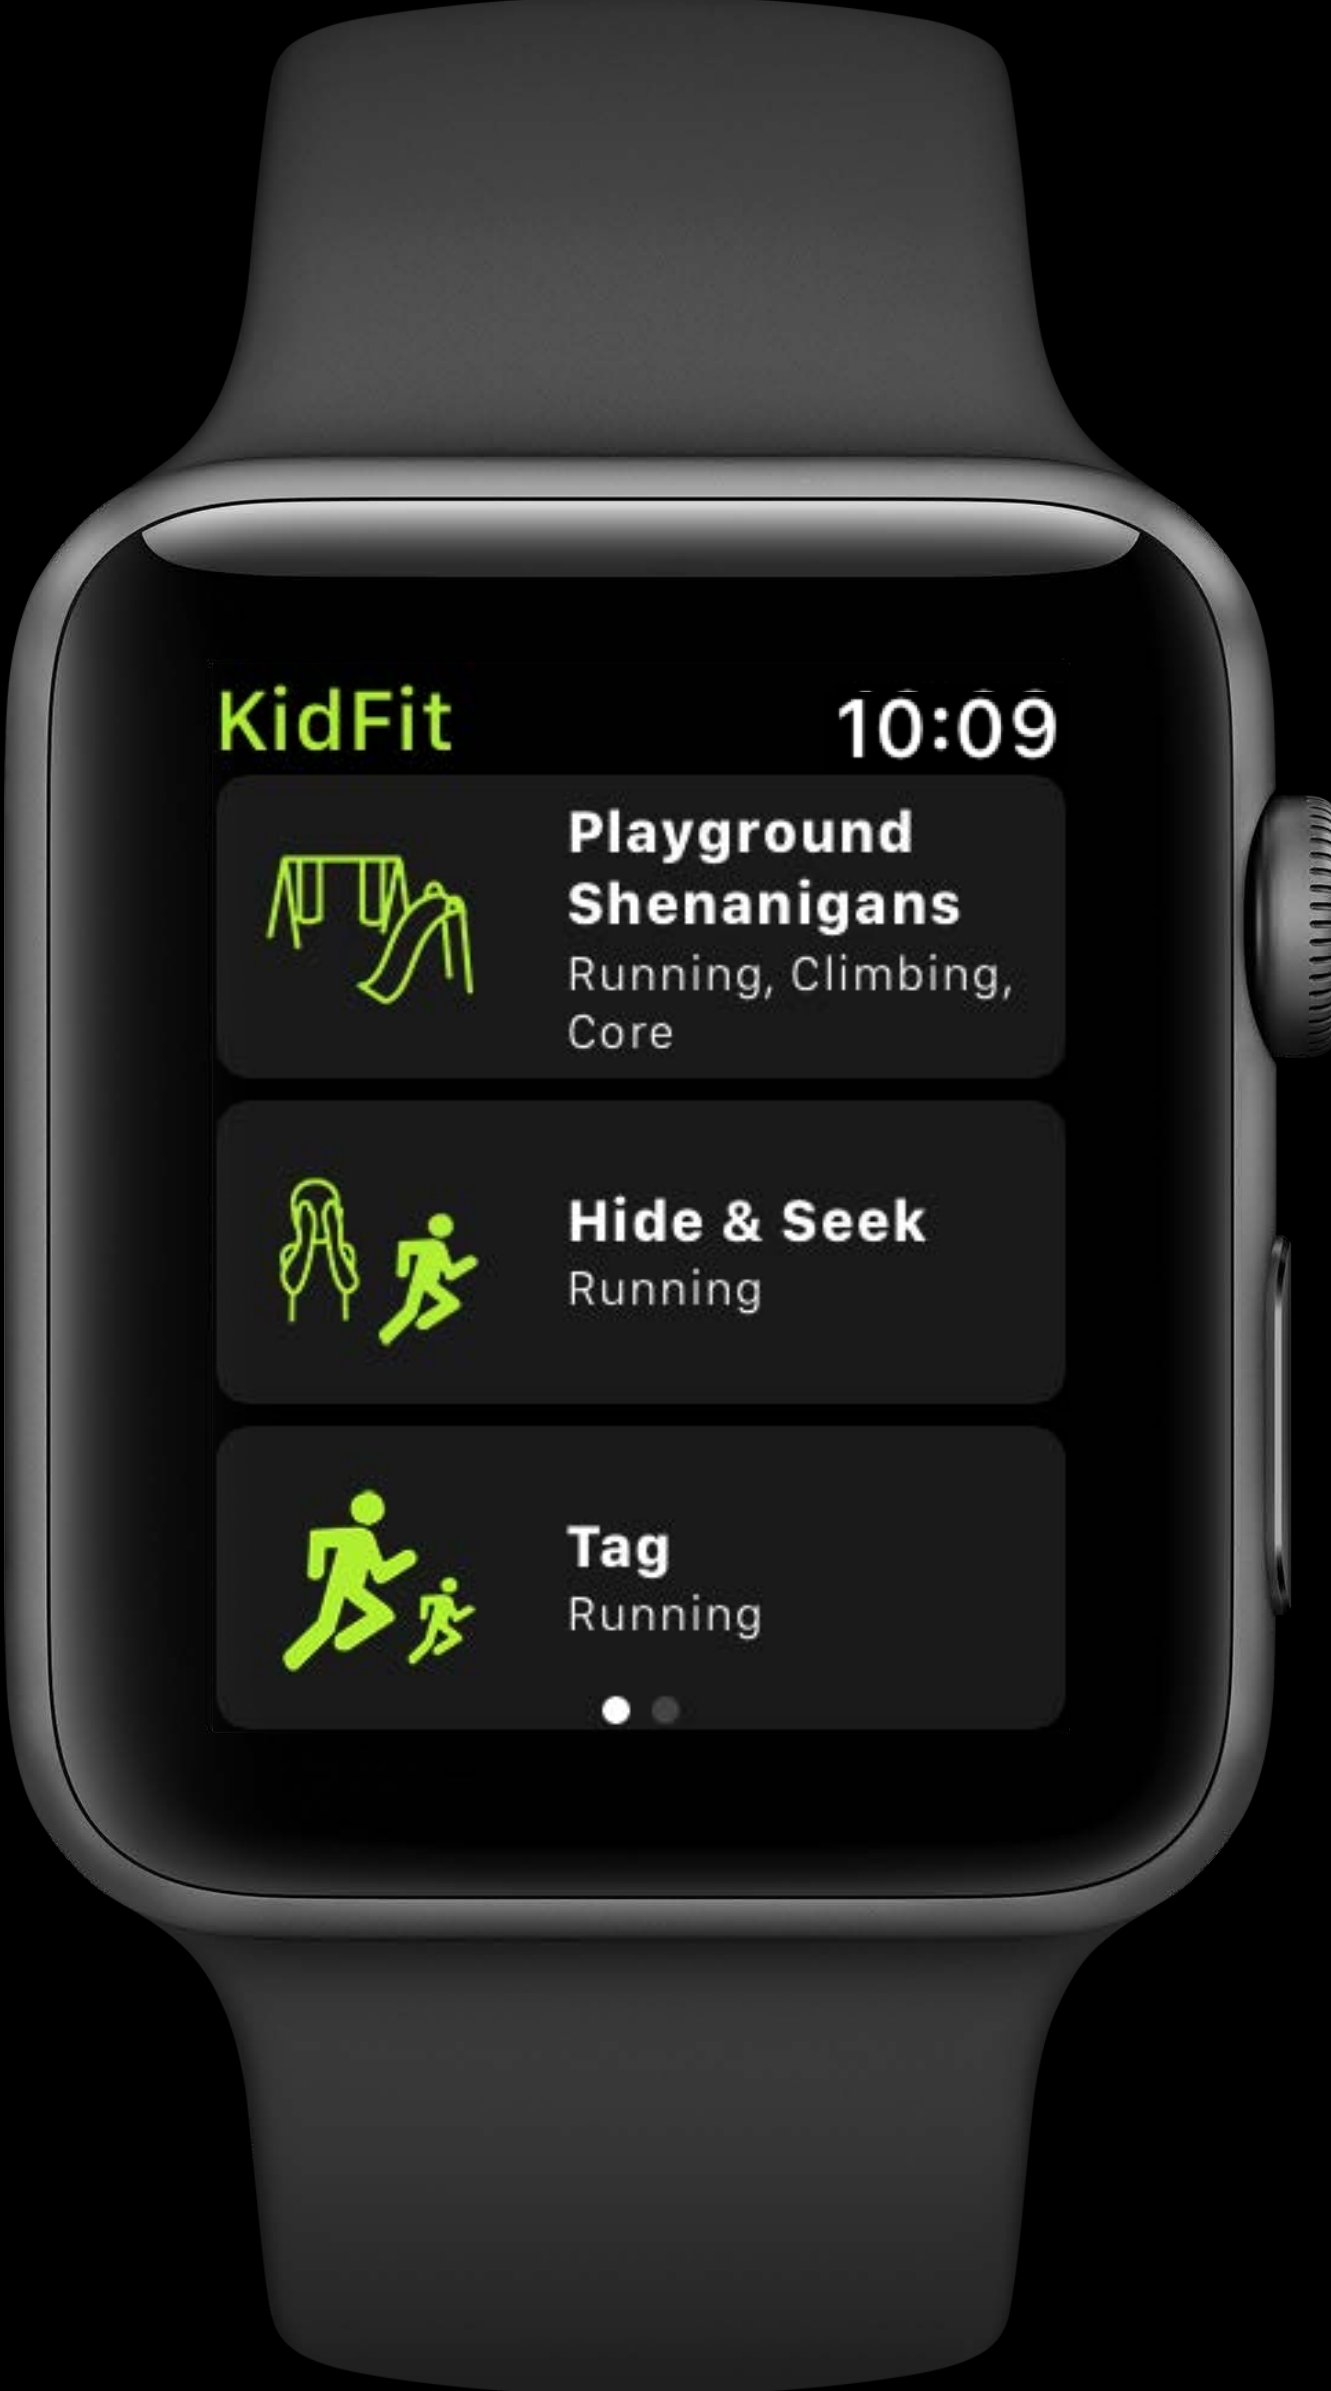 KidFit
10:09
Playground
Shenanigans
Running, Climbing,
Core
Hide & Seek
Running
Tag
Running